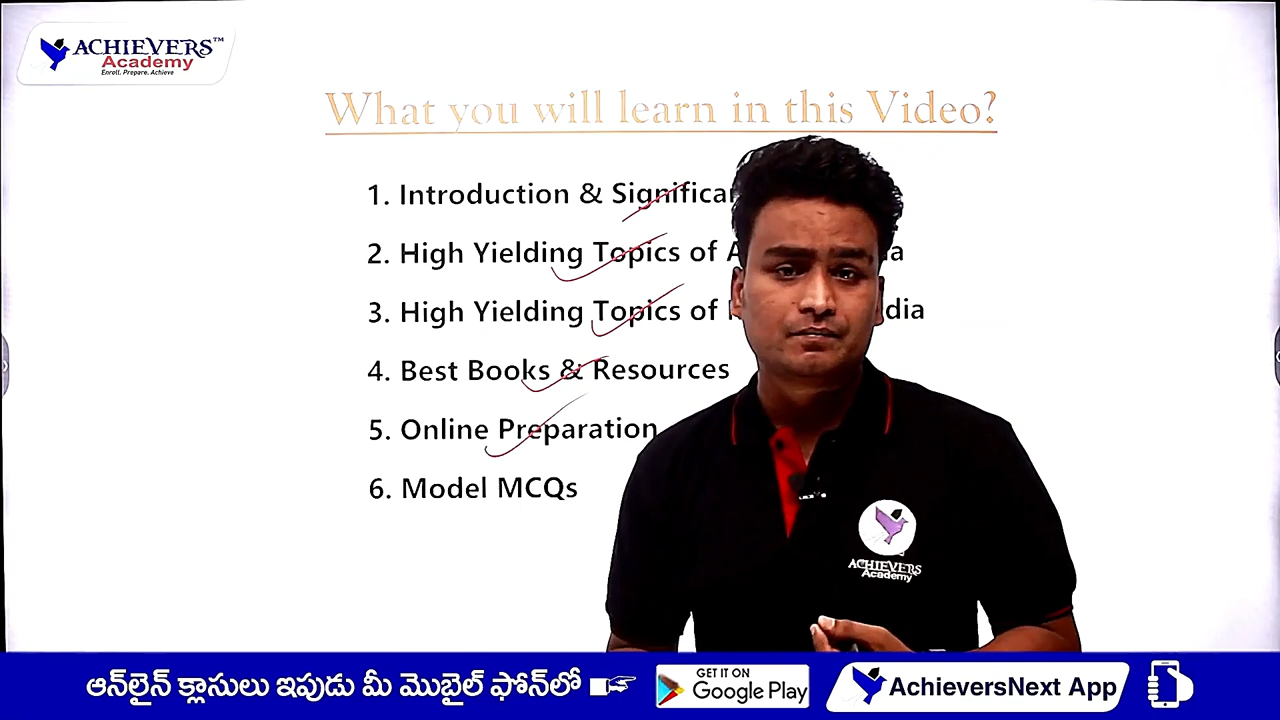 ACHIEVERS™
Academy
Enroll. Prepare. Achieve
What you will learn in this Video?
1. Introduction &
2. High Yielding Topics of
3. High Yielding Topics of
4. Best Books & Resources
5. Online Preparation
6. Model MCQs
ACHIEVERS
Academy
ఆన్‌లైన్ క్లాసులు ఇపుడు మీ మొబైల్ ఫోన్‌లో
GET IT ON
Google Play
AchieversNext App